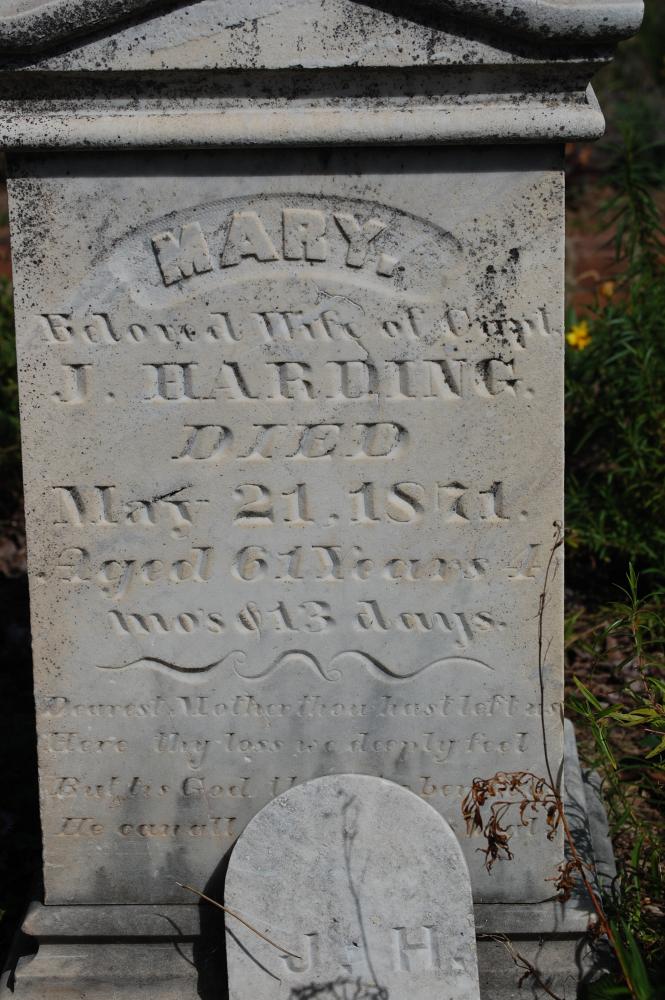 MARY.
Beloved Wife of Capt.
J. HARDING.
DIED
May 21, 1871.
Aged 61 Years 4
mos & 13 days.
Dearest Mother thou hast left us
Here thy loss we deeply feel
But tis God
He can all
J. H.